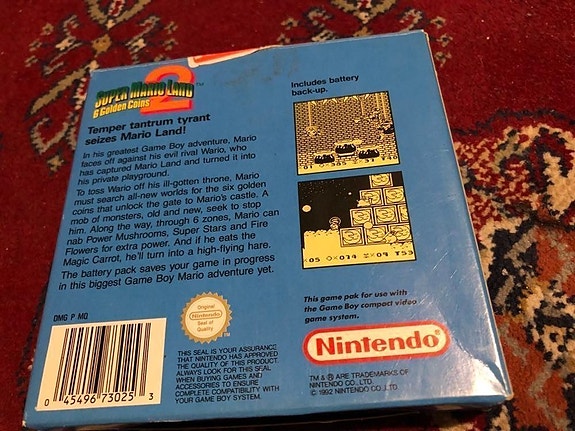 SUPER MARIO LAND 2™
6 Golden Coins
Temper tantrum tyrant
seizes Mario Land!
In his greatest Game Boy adventure, Mario
faces off against his evil rival Wario, who
has captured Mario Land and turned it into
his private playground.
To toss Wario off his ill-gotten throne, Mario
must search all-new worlds for the six golden
coins that unlock the gate to Mario's castle. A
mob of monsters, old and new, seek to stop
him. Along the way, through 6 zones, Mario can
nab Power Mushrooms, Super Stars and Fire
Flowers for extra power. And if he eats the
Magic Carrot, he'll turn into a high-flying hare.
The battery pack saves your game in progress
in this biggest Game Boy Mario adventure yet.
Includes battery
back-up.
DMG P MQ
0 45496 73025 3
Original
Nintendo
Seal of
Quality
TM
THIS SEAL IS YOUR ASSURANCE
THAT NINTENDO HAS APPROVED
THE QUALITY OF THIS PRODUCT.
ALWAYS LOOK FOR THIS SEAL
WHEN BUYING GAMES AND
ACCESSORIES TO ENSURE
COMPLETE COMPATIBILITY WITH
YOUR GAME BOY SYSTEM.
This game pak for use with
the Game Boy compact video
game system.
Nintendo®
TM & ® ARE TRADEMARKS OF
NINTENDO CO., LTD.
© 1992 NINTENDO CO., LTD.